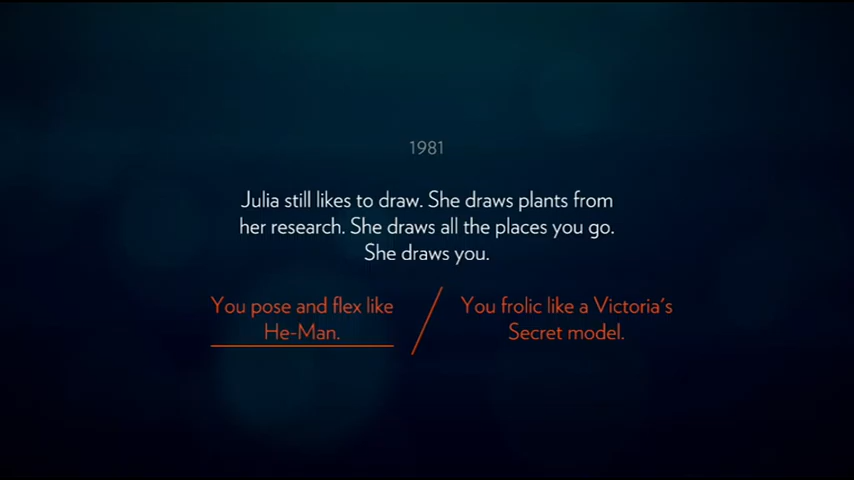 1981
Julia still likes to draw. She draws plants from
her research. She draws all the places you go.
She draws you.
You pose and flex like
He-Man.
You frolic like a Victoria's
Secret model.